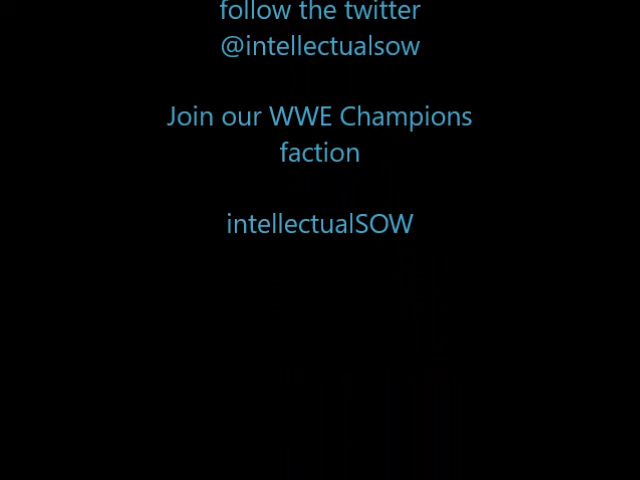 follow the twitter
@intellectualsow
Join our WWE Champions
faction
intellectualSOW